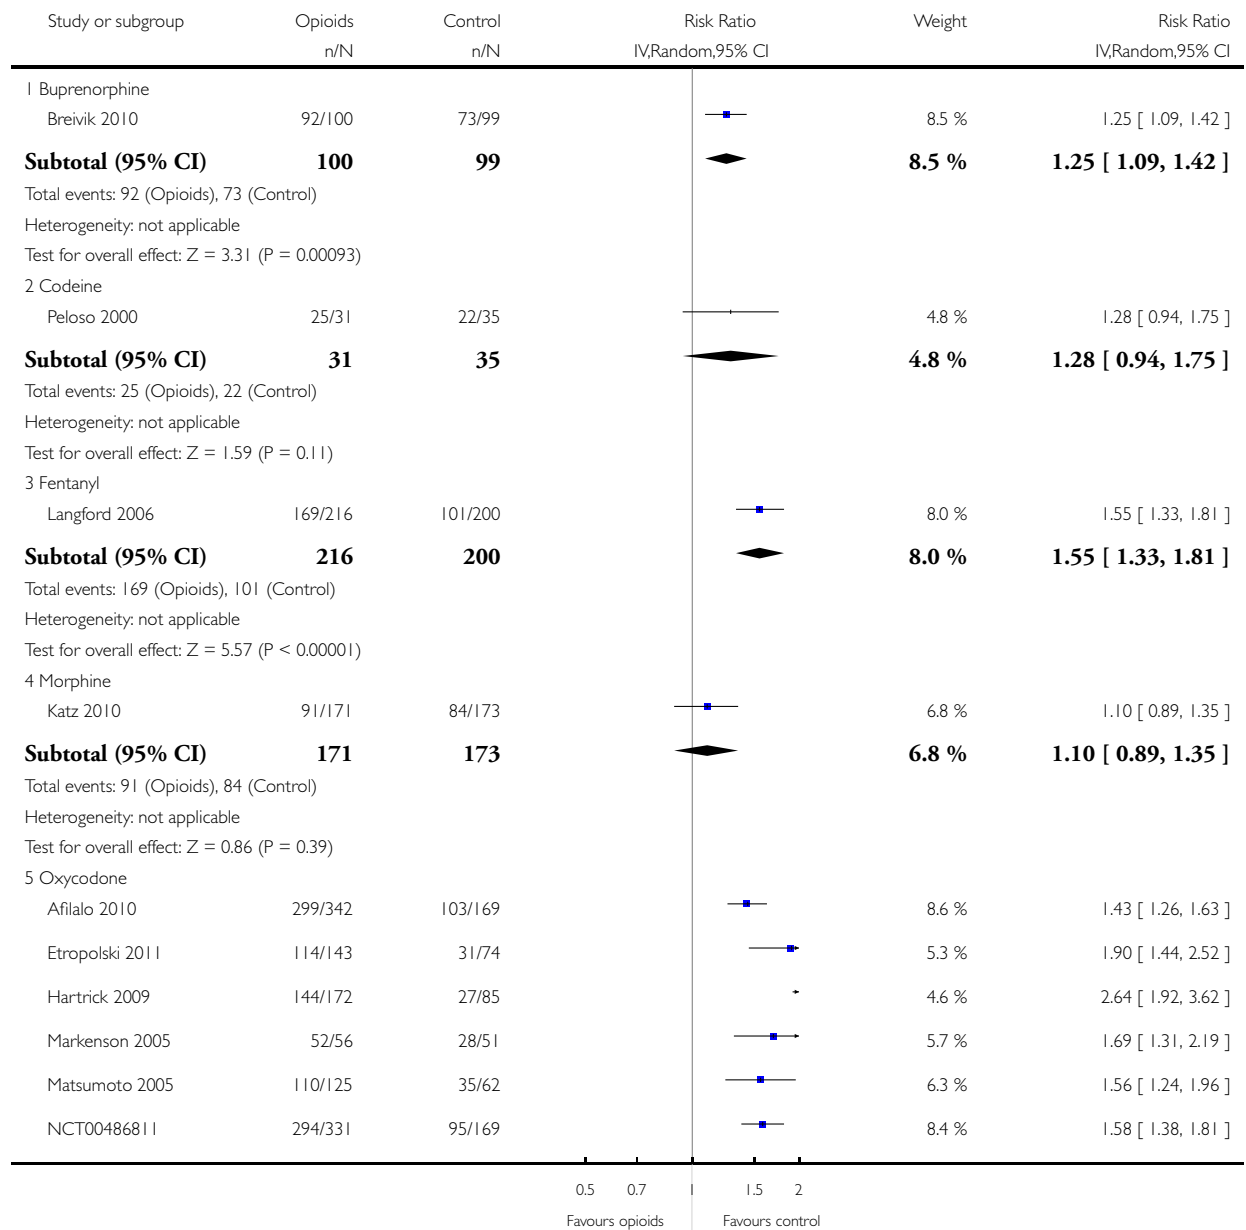 Study or subgroup Opioids Control Risk Ratio Weight Risk Ratio
n/N n/N IV,Random,95% CI IV,Random,95% CI
1 Buprenorphine
Breivik 2010 92/100 73/99 8.5 % 1.25 [ 1.09, 1.42 ]
Subtotal (95% CI) 100 99 8.5 % 1.25 [ 1.09, 1.42 ]
Total events: 92 (Opioids), 73 (Control)
Heterogeneity: not applicable
Test for overall effect: Z = 3.31 (P = 0.00093)
2 Codeine
Peloso 2000 25/31 22/35 4.8 % 1.28 [ 0.94, 1.75 ]
Subtotal (95% CI) 31 35 4.8 % 1.28 [ 0.94, 1.75 ]
Total events: 25 (Opioids), 22 (Control)
Heterogeneity: not applicable
Test for overall effect: Z = 1.59 (P = 0.11)
3 Fentanyl
Langford 2006 169/216 101/200 8.0 % 1.55 [ 1.33, 1.81 ]
Subtotal (95% CI) 216 200 8.0 % 1.55 [ 1.33, 1.81 ]
Total events: 169 (Opioids), 101 (Control)
Heterogeneity: not applicable
Test for overall effect: Z = 5.57 (P < 0.00001)
4 Morphine
Katz 2010 91/171 84/173 6.8 % 1.10 [ 0.89, 1.35 ]
Subtotal (95% CI) 171 173 6.8 % 1.10 [ 0.89, 1.35 ]
Total events: 91 (Opioids), 84 (Control)
Heterogeneity: not applicable
Test for overall effect: Z = 0.86 (P = 0.39)
5 Oxycodone
Afilalo 2010 299/342 103/169 8.6 % 1.43 [ 1.26, 1.63 ]
Etropolski 2011 114/143 31/74 5.3 % 1.90 [ 1.44, 2.52 ]
Hartrick 2009 144/172 27/85 4.6 % 2.64 [ 1.92, 3.62 ]
Markenson 2005 52/56 28/51 5.7 % 1.69 [ 1.31, 2.19 ]
Matsumoto 2005 110/125 35/62 6.3 % 1.56 [ 1.24, 1.96 ]
NCT00486811 294/331 95/169 8.4 % 1.58 [ 1.38, 1.81 ]
0.5 0.7 1 1.5 2
Favours opioids Favours control